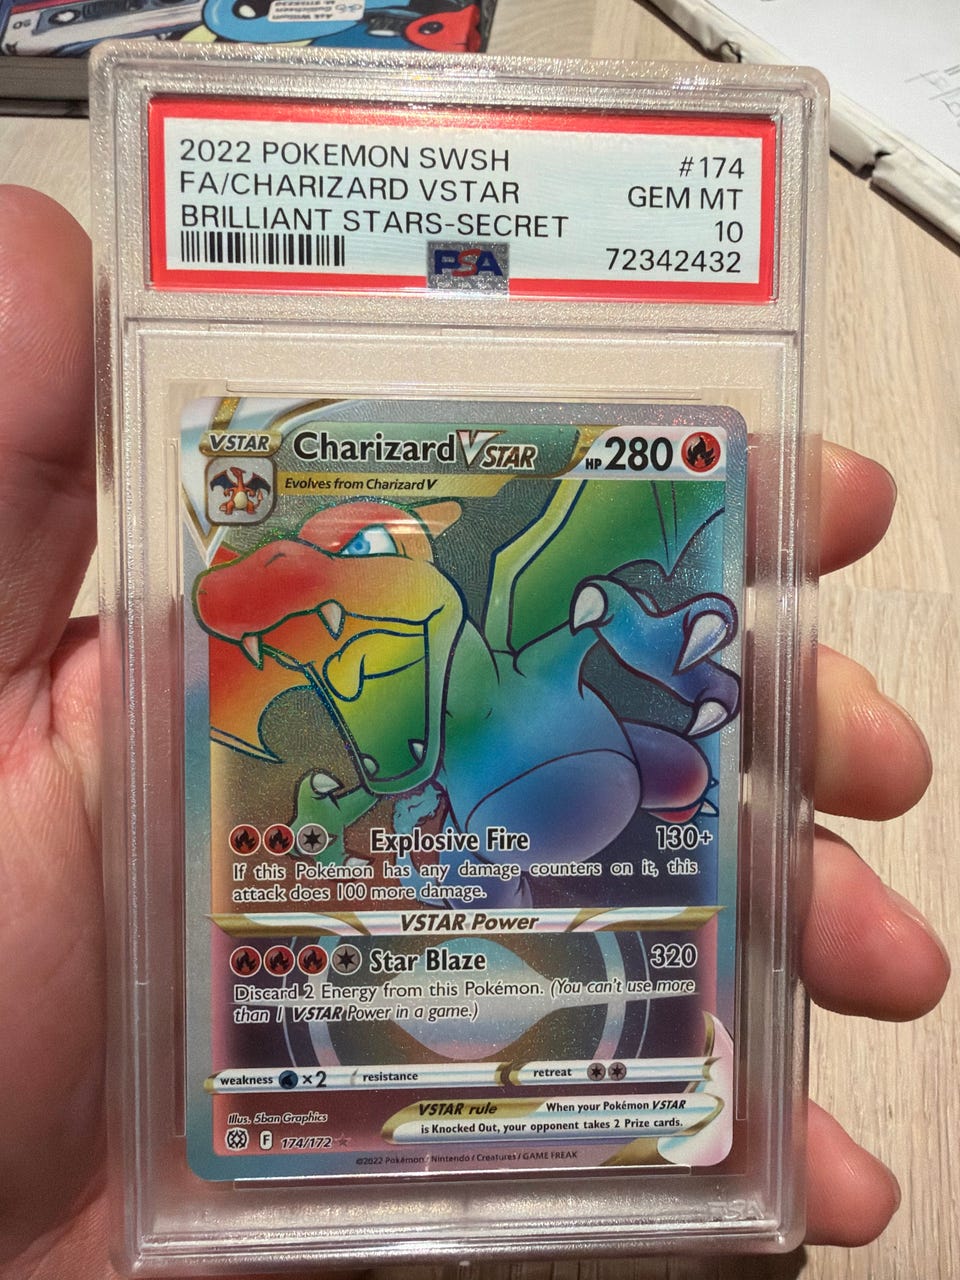 2022 POKEMON SWSH #174
FA/CHARIZARD VSTAR GEM MT
BRILLIANT STARS-SECRET 10
PSA 72342432
VSTAR Charizard VSTAR HP 280
Evolves from Charizard V
Explosive Fire 130+
If this Pokémon has any damage counters on it, this
attack does 100 more damage.
VSTAR Power
Star Blaze 320
Discard 2 Energy from this Pokémon. (You can't use more
than 1 VSTAR Power in a game.)
weakness ×2 resistance retreat
VSTAR rule When your Pokémon VSTAR
is Knocked Out, your opponent takes 2 Prize cards.
Illus. 5ban Graphics
F 174/172
©2022 Pokémon / Nintendo / Creatures / GAME FREAK
PSA